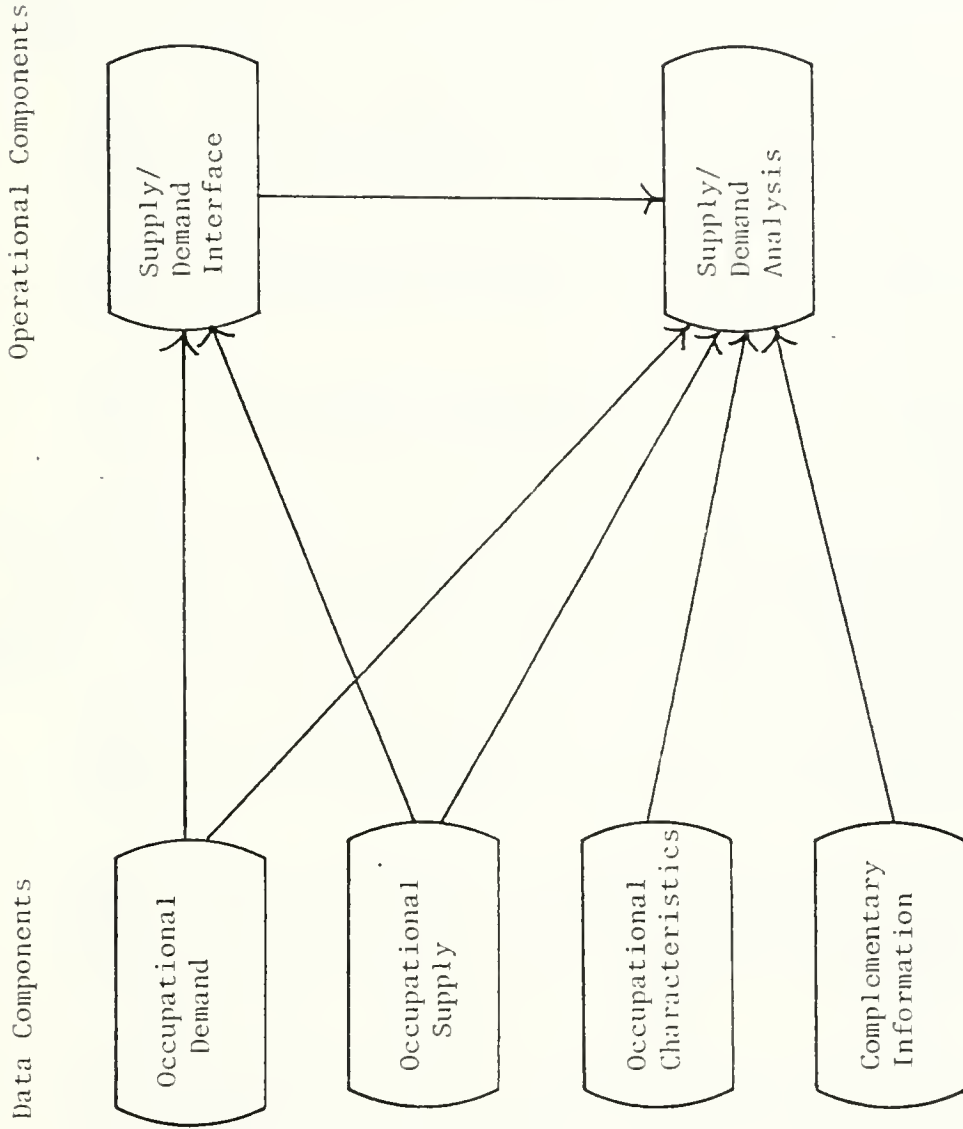 Data Components
Operational Components
Occupational
Demand
Occupational
Supply
Occupational
Characteristics
Complementary
Information
Supply/
Demand
Interface
Supply/
Demand
Analysis